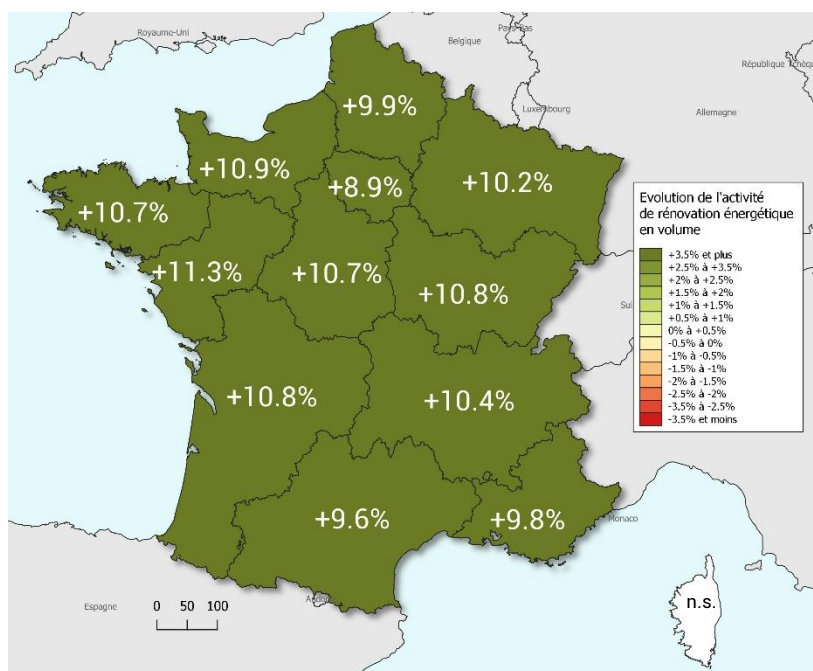 Royaume-Uni
Belgique
Pays-Bas
République Tchèqu
Luxembourg
Allemagne
+9.9%
+10.9%
+8.9%
+10.2%
+10.7%
+11.3%
+10.7%
+10.8%
+10.8%
+10.4%
+9.6%
+9.8%
Evolution de l'activité
de rénovation énergétique
en volume
+3.5% et plus
+2.5% à +3.5%
+2% à +2.5%
+1.5% à +2%
+1% à +1.5%
+0.5% à +1%
0% à +0.5%
-0.5% à 0%
-1% à -0.5%
-1.5% à -1%
-2% à -1.5%
-2.5% à -2%
-3.5% à -2.5%
-3.5% et moins
Sui
Monaco
n.s.
Espagne
0 50 100